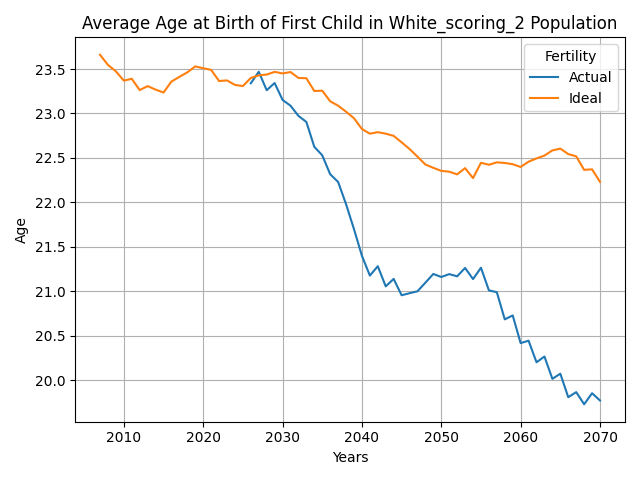 Average Age at Birth of First Child in White_scoring_2 Population
Fertility
Actual
Ideal
Age
23.5
23.0
22.5
22.0
21.5
21.0
20.5
20.0
2010 2020 2030 2040 2050 2060 2070
Years